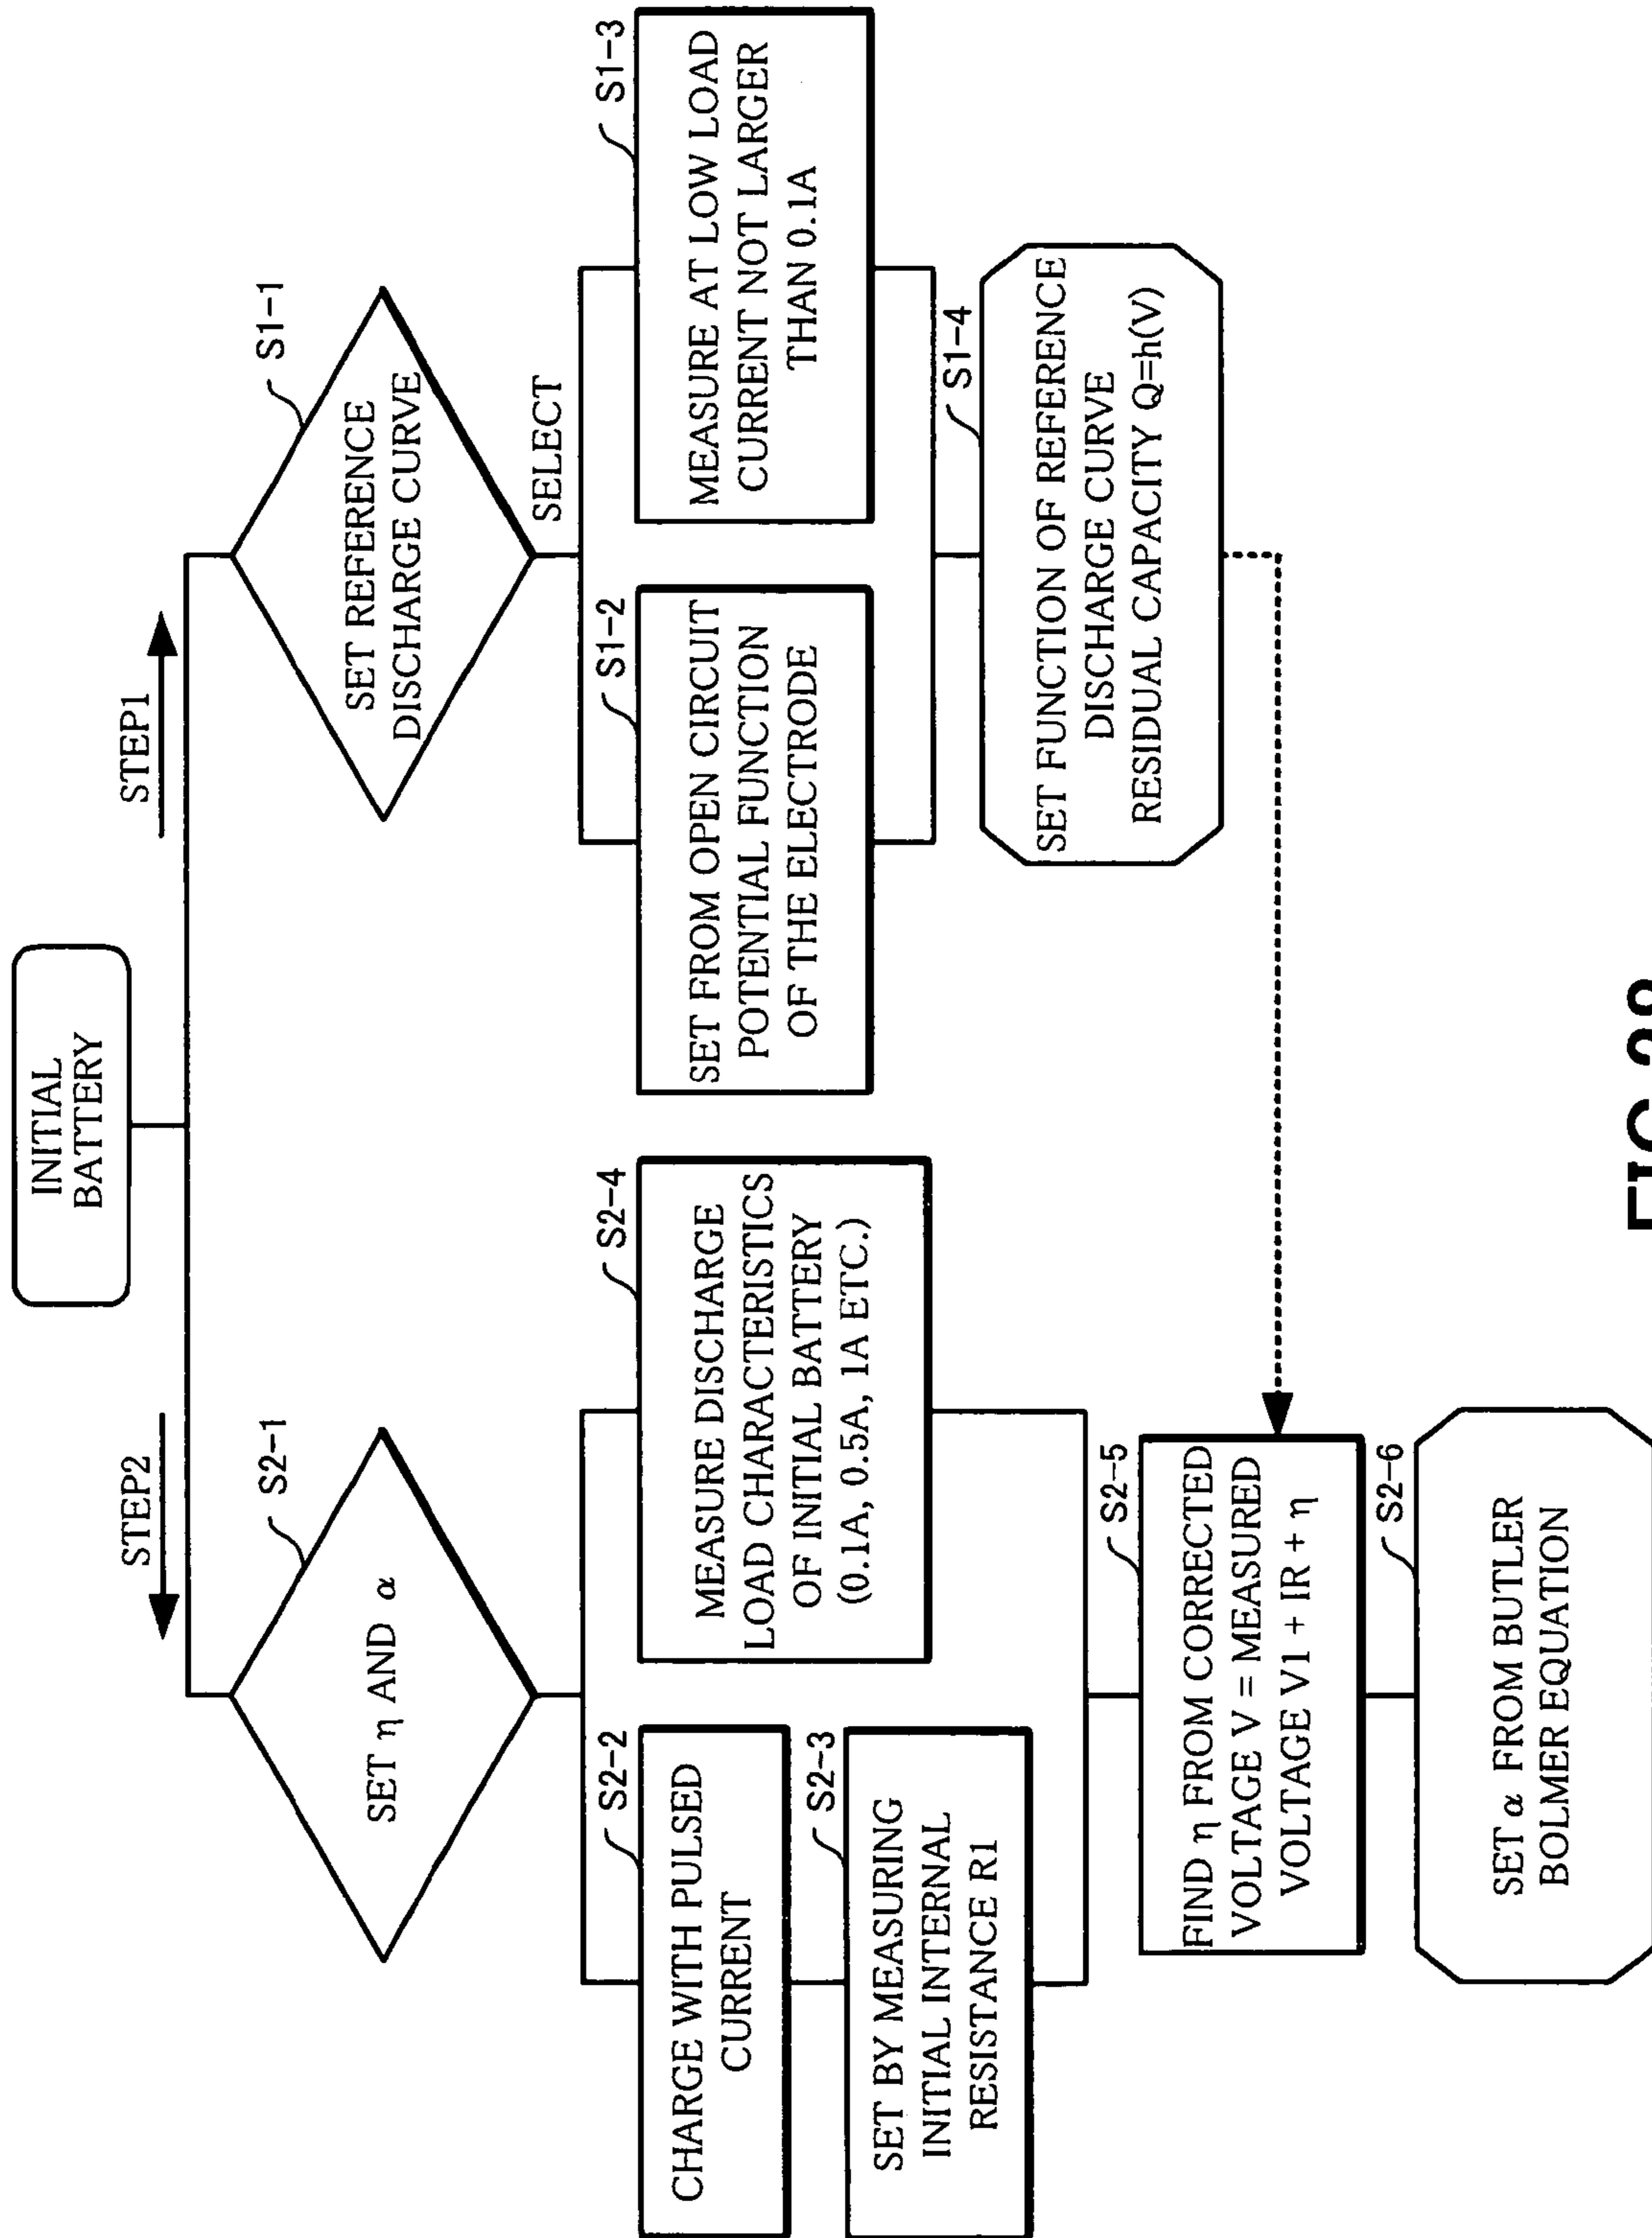 INITIAL
BATTERY
STEP2
STEP1
S2-1
SET η AND α
S2-2
CHARGE WITH PULSED
CURRENT
S2-3
SET BY MEASURING
INITIAL INTERNAL
RESISTANCE R1
S2-4
MEASURE DISCHARGE
LOAD CHARACTERISTICS
OF INITIAL BATTERY
(0.1A, 0.5A, 1A ETC.)
S2-5
FIND η FROM CORRECTED
VOLTAGE V = MEASURED
VOLTAGE V1 + IR + η
S2-6
SET α FROM BUTLER
BOLMER EQUATION
S1-1
SET REFERENCE
DISCHARGE CURVE
SELECT
S1-2
SET FROM OPEN CIRCUIT
POTENTIAL FUNCTION
OF THE ELECTRODE
S1-3
MEASURE AT LOW LOAD
CURRENT NOT LARGER
THAN 0.1A
S1-4
SET FUNCTION OF REFERENCE
DISCHARGE CURVE
RESIDUAL CAPACITY Q=h(V)